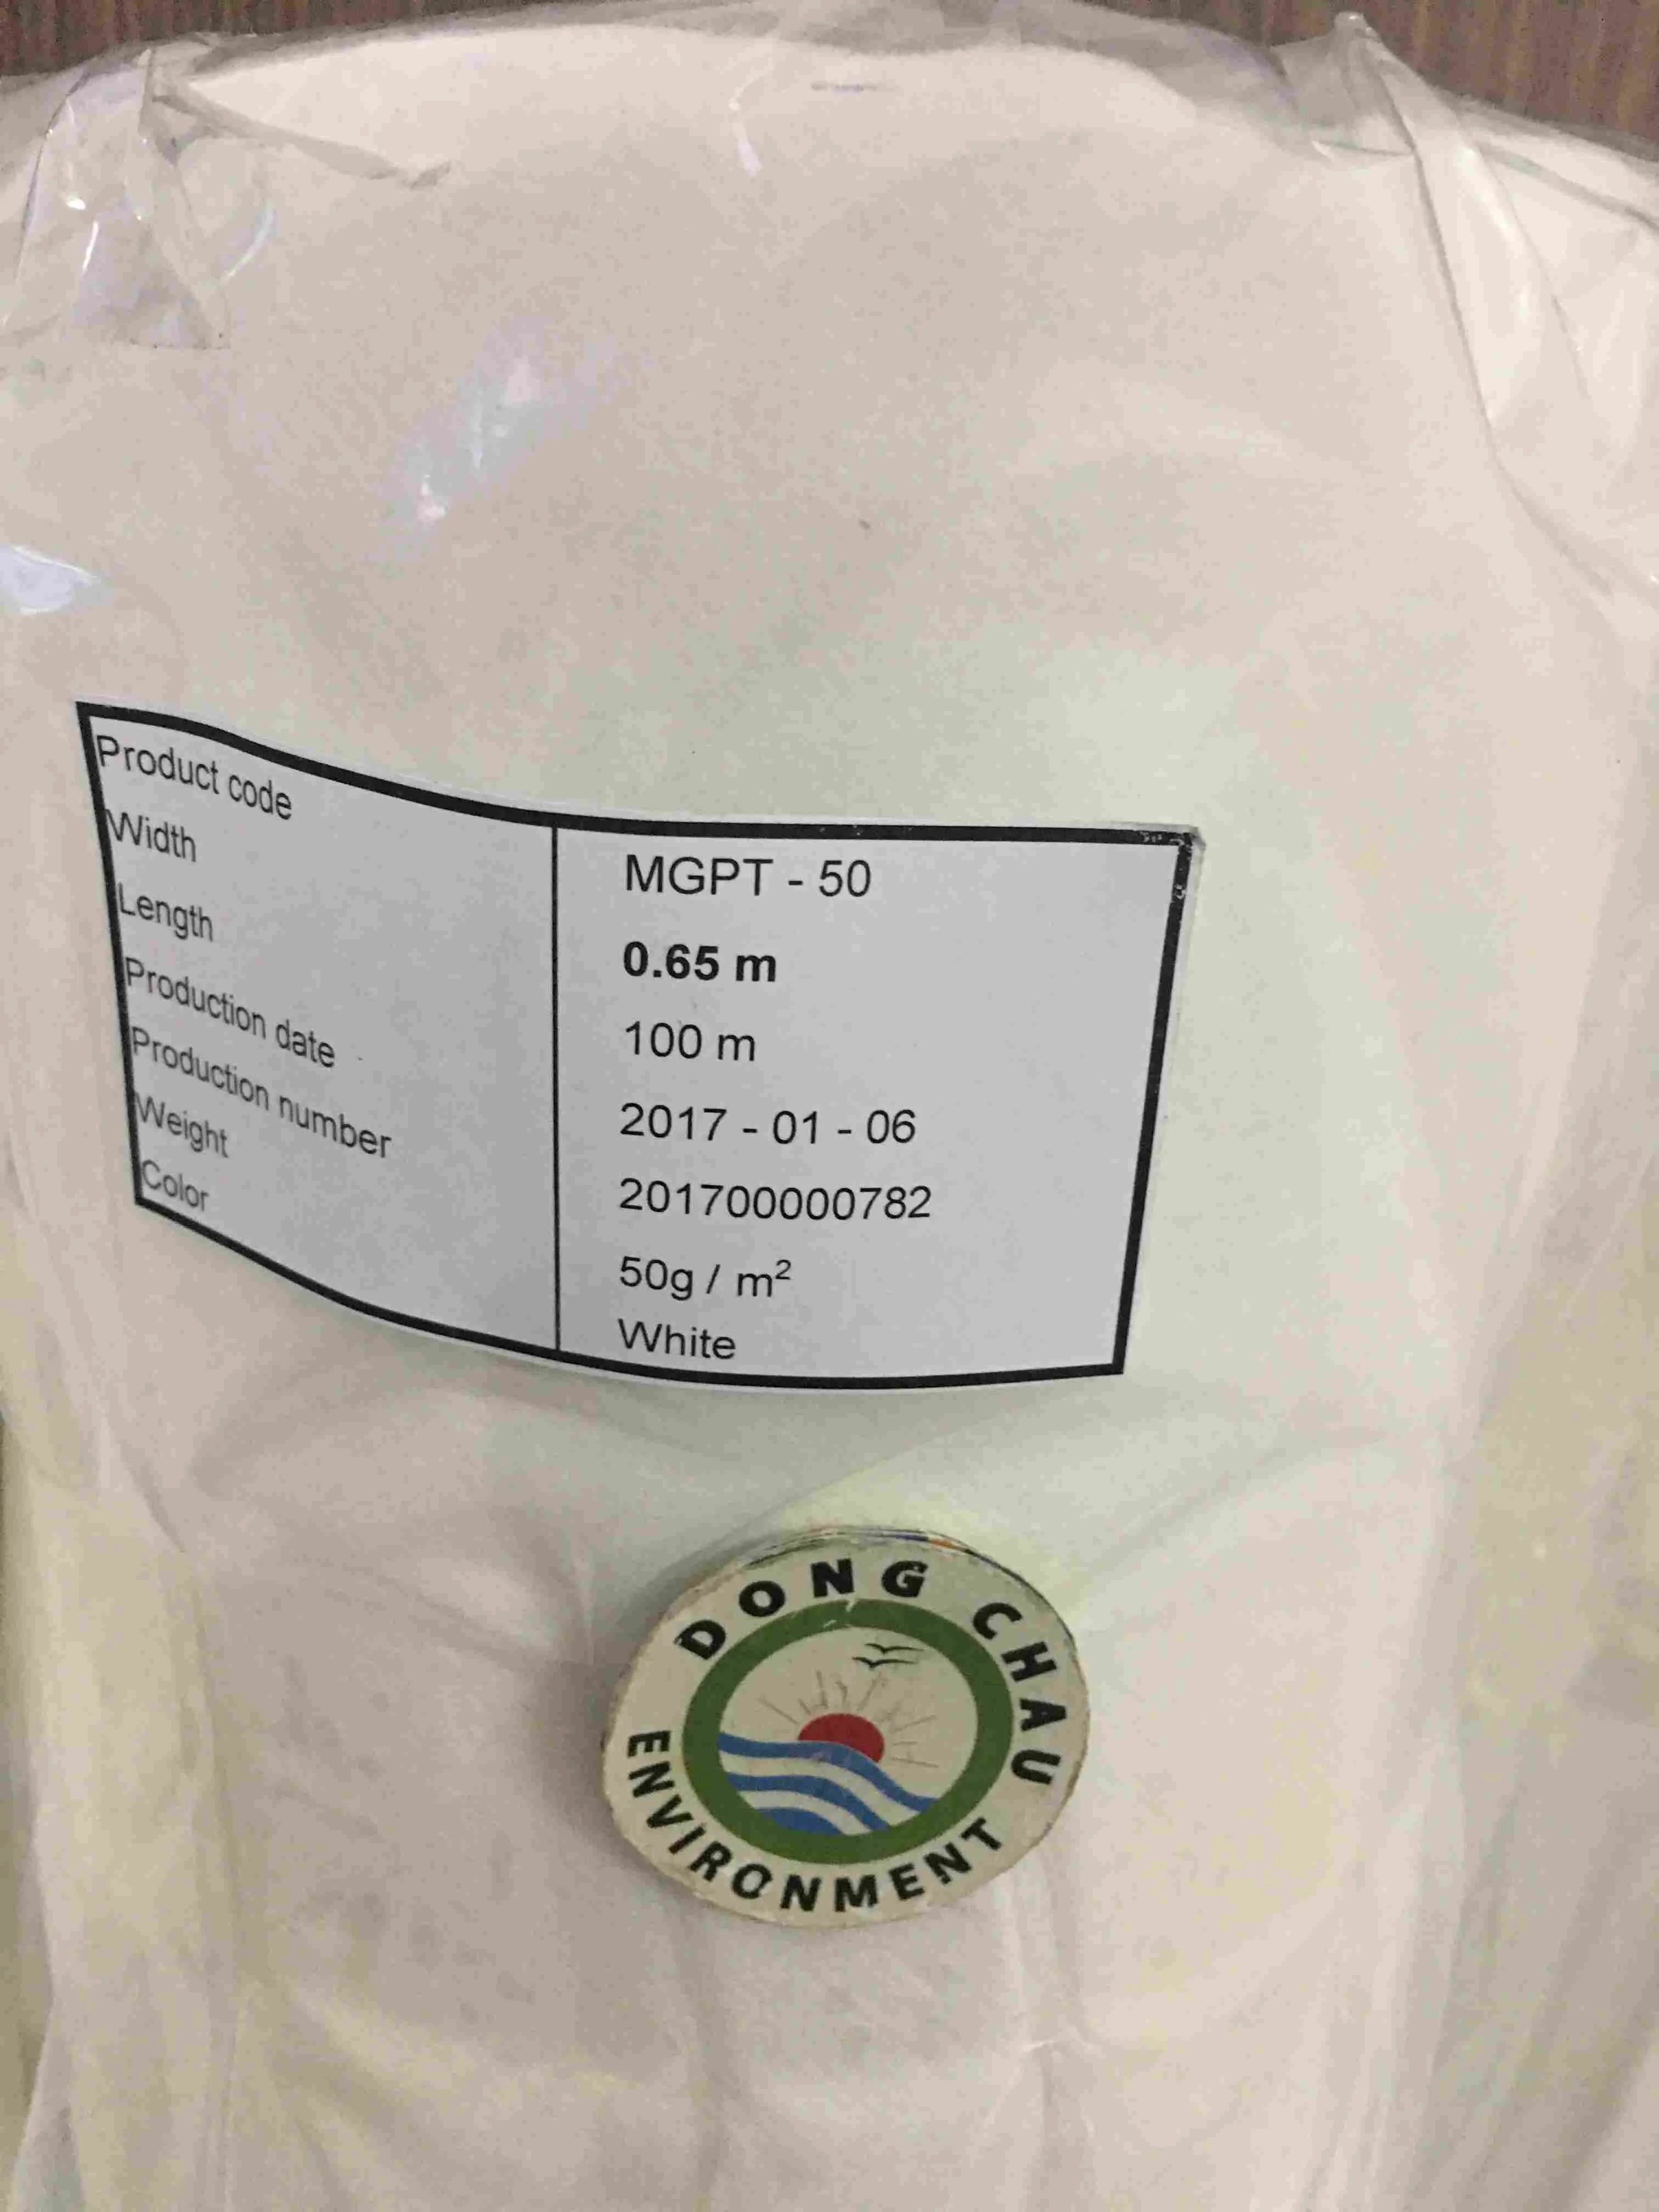 Product code MGPT - 50
Width 0.65 m
Length 100 m
Production date 2017 - 01 - 06
Production number 201700000782
Weight 50g / m²
Color White
DONG CHAU
ENVIRONMENT